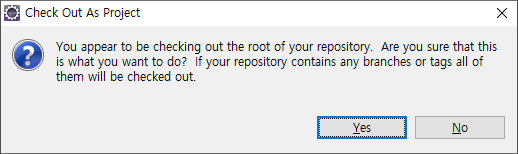 Check Out As Project
You appear to be checking out the root of your repository.  Are you sure that this
is what you want to do?  If your repository contains any branches or tags all of
them will be checked out.
Yes
No